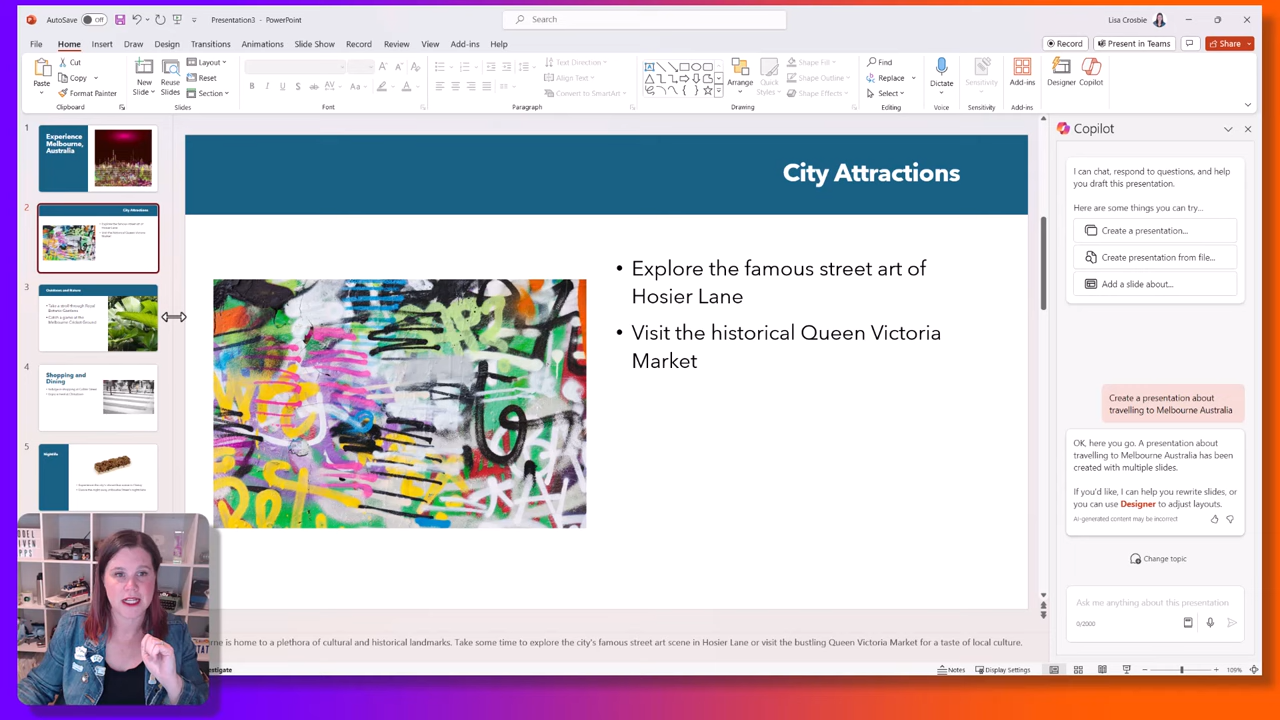 AutoSave Off
Presentation3 - PowerPoint
Search
Lisa Crosbie
File Home Insert Draw Design Transitions Animations Slide Show Record Review View Add-ins Help
Record
Present in Teams
Share
Paste
Cut
Copy
Format Painter
Clipboard
New Slides
Reuse Slides
Layout
Reset
Section
Slides
Font
Text Direction
Align Text
Convert to SmartArt
Paragraph
Arrange
Quick Styles
Shape Fill
Shape Outline
Shape Effects
Drawing
Find
Replace
Select
Editing
Dictate
Voice
Sensitivity
Sensitivity
Add-ins
Add-ins
Designer
Copilot
1
Experience
Melbourne,
Australia
2
City Attractions
3
Gardens and Nature
4
Shopping and
Dining
5
Nightlife
City Attractions
• Explore the famous street art of
Hosier Lane
• Visit the historical Queen Victoria
Market
is home to a plethora of cultural and historical landmarks. Take some time to explore the city's famous street art scene in Hosier Lane or visit the bustling Queen Victoria Market for a taste of local culture.
Notes
Display Settings
109%
Copilot
I can chat, respond to questions, and help
you draft this presentation.
Here are some things you can try...
Create a presentation...
Create presentation from file...
Add a slide about...
Create a presentation about
travelling to Melbourne Australia
OK, here you go. A presentation about
travelling to Melbourne Australia has been
created with multiple slides.
If you'd like, I can help you rewrite slides, or
you can use Designer to adjust layouts.
AI-generated content may be incorrect
Change topic
Ask me anything about this presentation
0/2000